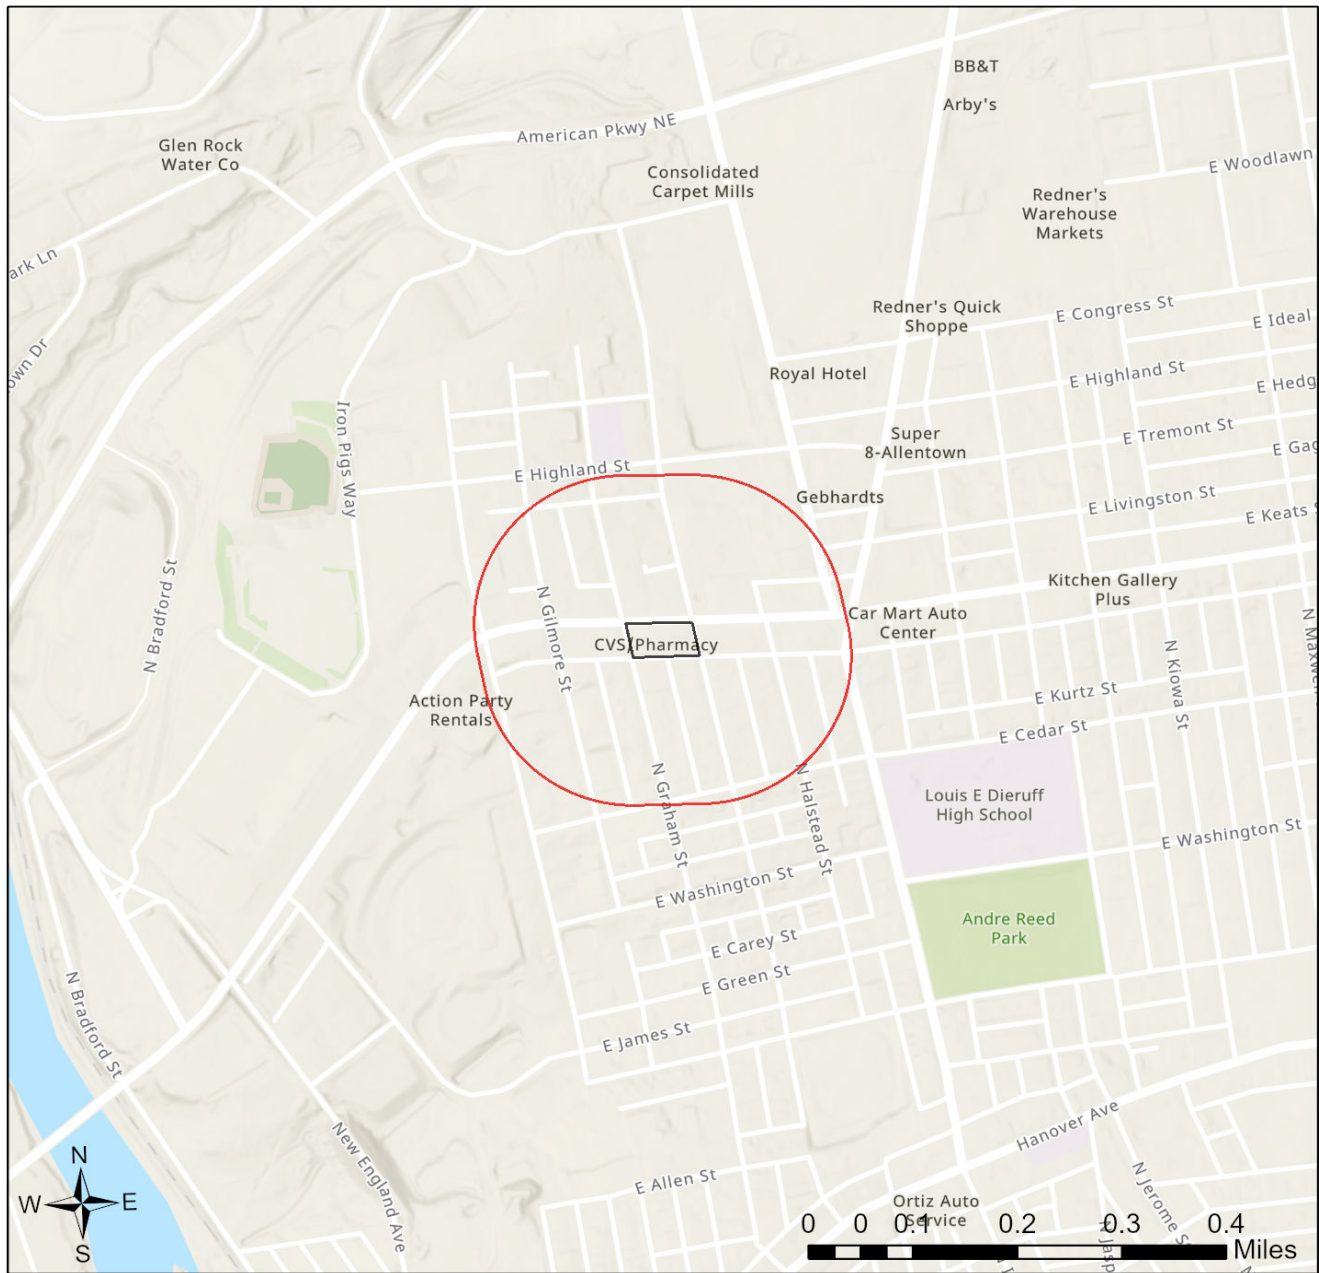 BB&T
Arby's
American Pkwy NE
Glen Rock
Water Co
Consolidated
Carpet Mills
E Woodlawn
Redner's
Warehouse
Markets
ark Ln
Redner's Quick
Shoppe
E Congress St
E Ideal
own Dr
Royal Hotel
E Highland St
E Hedg
Iron Pigs Way
Super
8-Allentown
E Tremont St
E Gag
E Highland St
Gebhardts
E Livingston St
E Keats S
N Bradford St
N Gilmore St
Kitchen Gallery
Plus
Car Mart Auto
Center
CVS/Pharmacy
N Maxwe
N Kiowa St
E Kurtz St
Action Party
Rentals
E Cedar St
N Graham St
N Halstead St
Louis E Dieruff
High School
E Washington St
E Washington St
Andre Reed
Park
E Carey St
E Green St
N Bradford St
E James St
Hanover Ave
New England Ave
N
W
E
S
E Allen St
N Jerome St
Ortiz Auto
Service
N Jasp
0 0 0.1 0.2 0.3 0.4
Miles